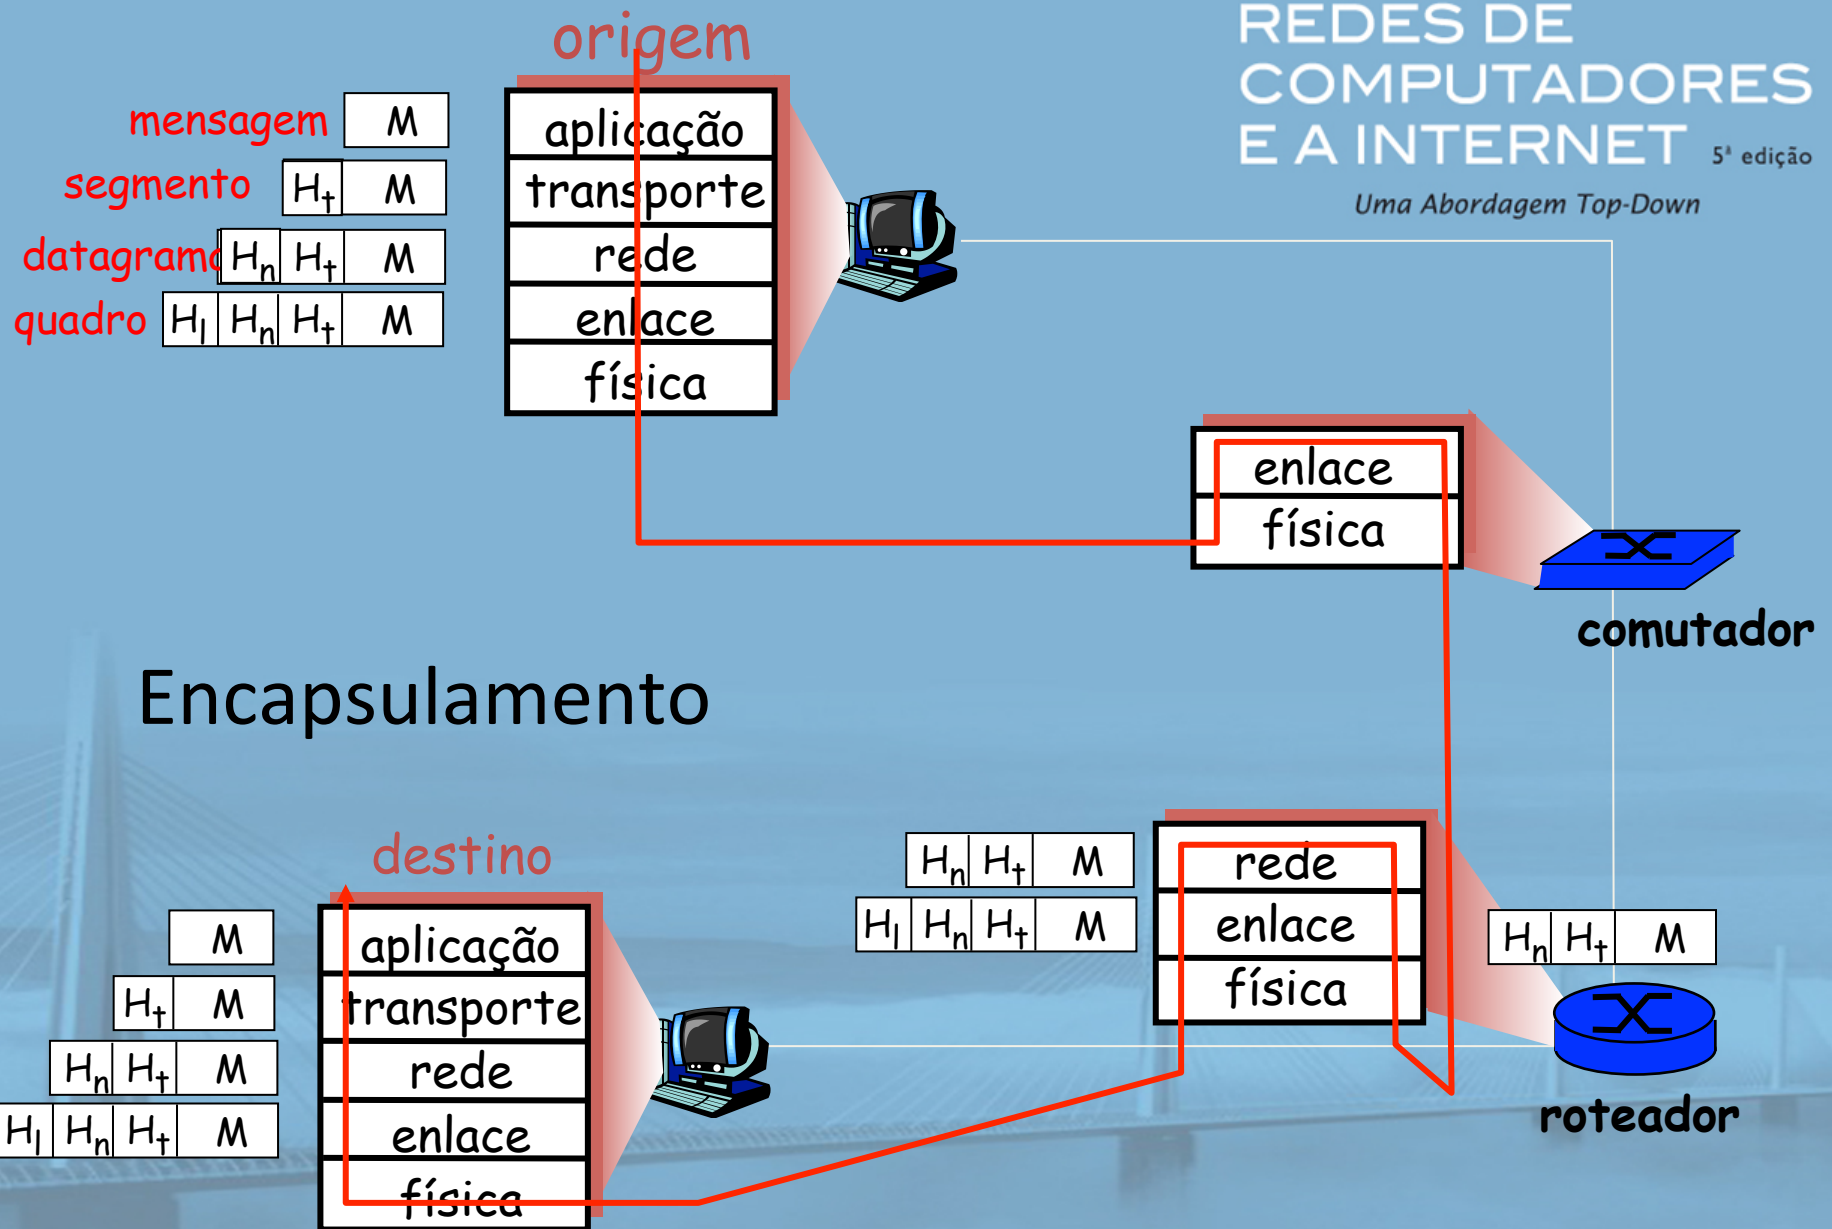 REDES DE
COMPUTADORES
E A INTERNET 5ª edição
Uma Abordagem Top-Down
origem
mensagem M aplicação
segmento Ht M transporte
datagrama Hn Ht M rede
quadro Hl Hn Ht M enlace
física
enlace
física
comutador
Encapsulamento
destino
Hn Ht M rede
Hl Hn Ht M enlace
física
Hn Ht M
roteador
M aplicação
Ht M transporte
Hn Ht M rede
Hl Hn Ht M enlace
física